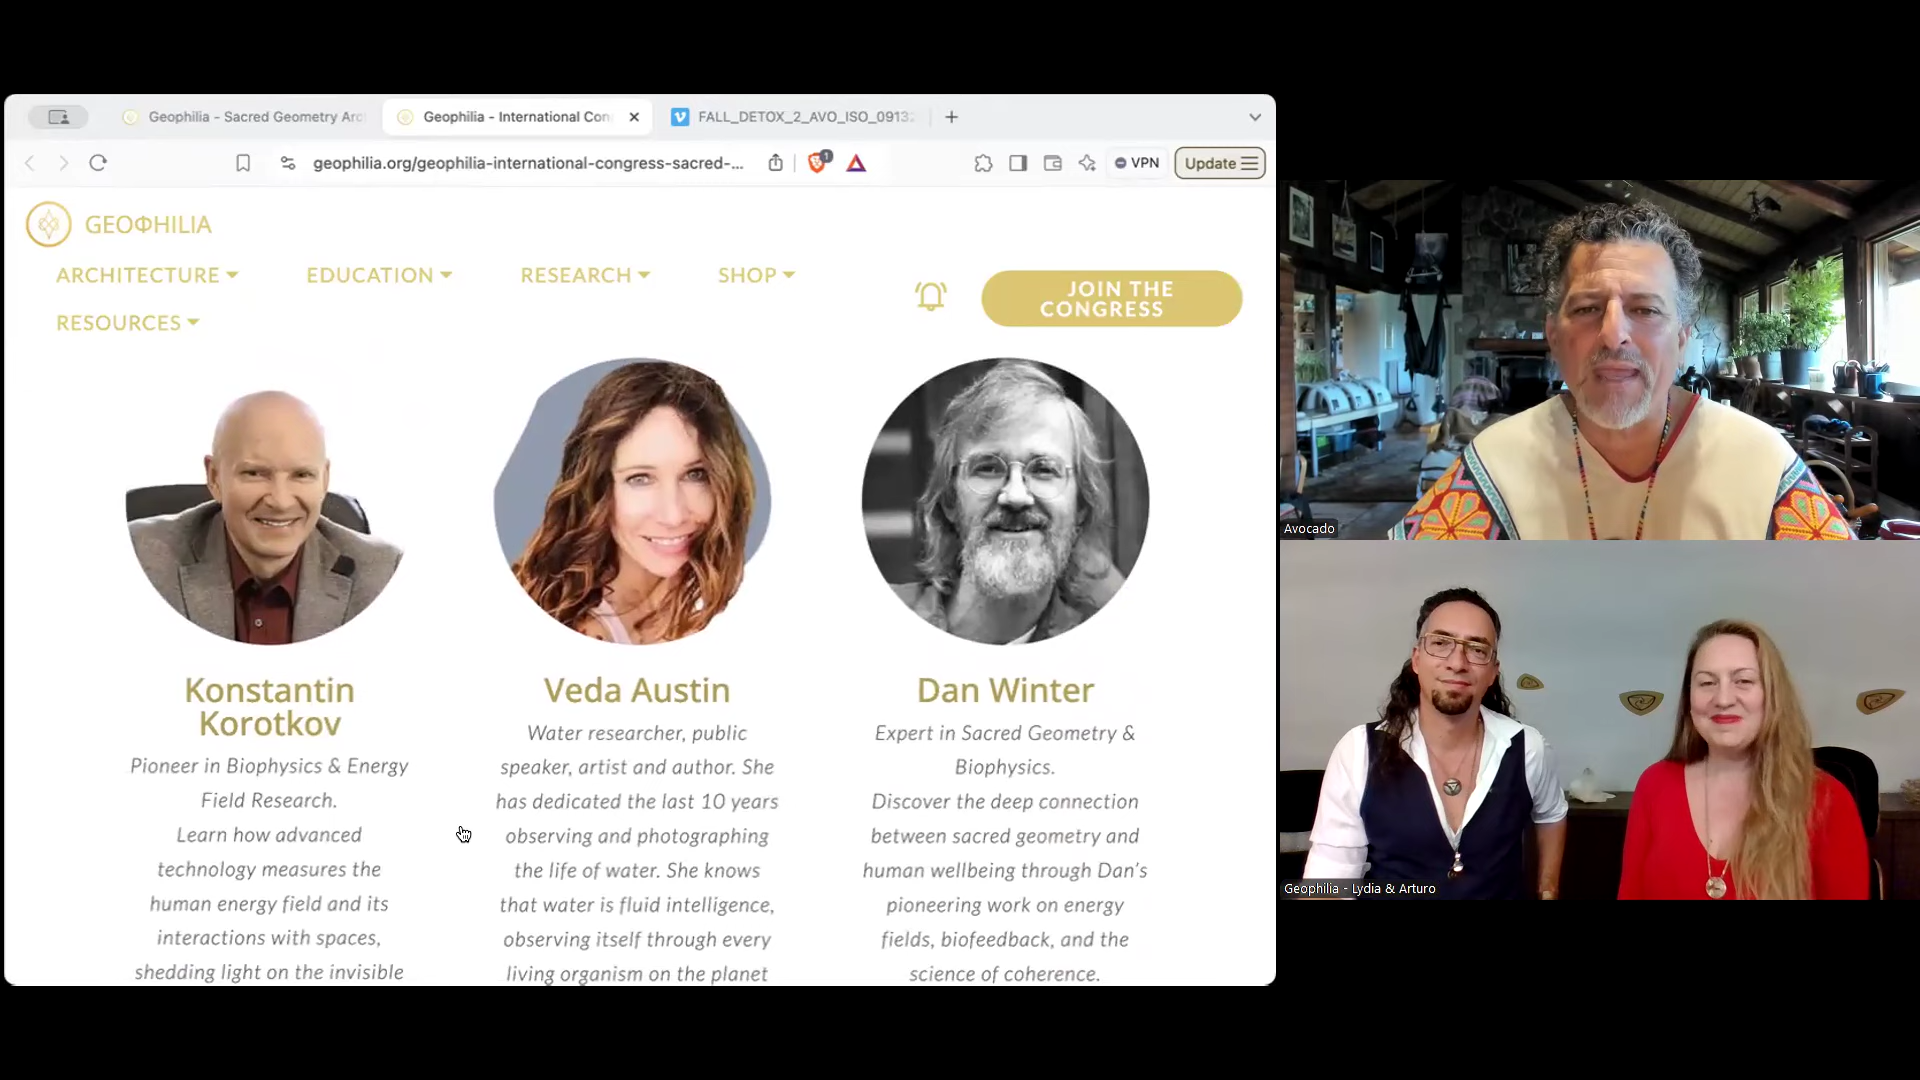 Geophilia - Sacred Geometry Arc
Geophilia - International Con
FALL_DETOX_2_AVO_ISO_0913
geophilia.org/geophilia-international-congress-sacred-...
1
VPN
Update
GEOΦHILIA
ARCHITECTURE
EDUCATION
RESEARCH
SHOP
RESOURCES
JOIN THE
CONGRESS
Konstantin
Korotkov
Pioneer in Biophysics & Energy
Field Research.
Learn how advanced
technology measures the
human energy field and its
interactions with spaces,
shedding light on the invisible
Veda Austin
Water researcher, public
speaker, artist and author. She
has dedicated the last 10 years
observing and photographing
the life of water. She knows
that water is fluid intelligence,
observing itself through every
living organism on the planet
Dan Winter
Expert in Sacred Geometry &
Biophysics.
Discover the deep connection
between sacred geometry and
human wellbeing through Dan's
pioneering work on energy
fields, biofeedback, and the
science of coherence.
Avocado
Geophilia - Lydia & Arturo